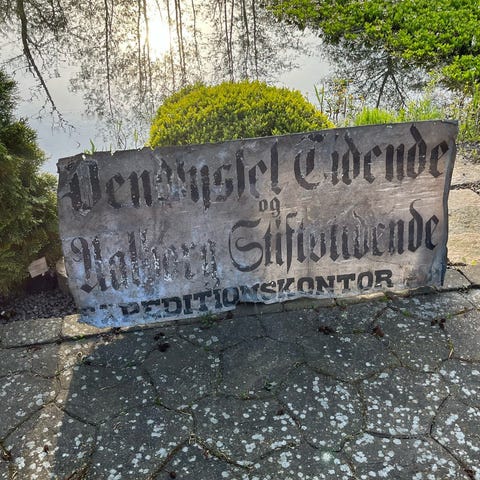 Vendsyssel Tidende
og
Aalborg Stiftstidende
EXPEDITIONSKONTOR